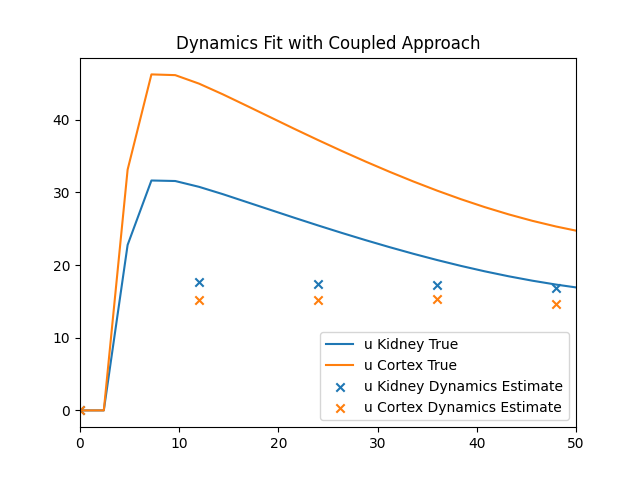 Dynamics Fit with Coupled Approach
40
30
20
10
0
u Kidney True
u Cortex True
u Kidney Dynamics Estimate
u Cortex Dynamics Estimate
0 10 20 30 40 50